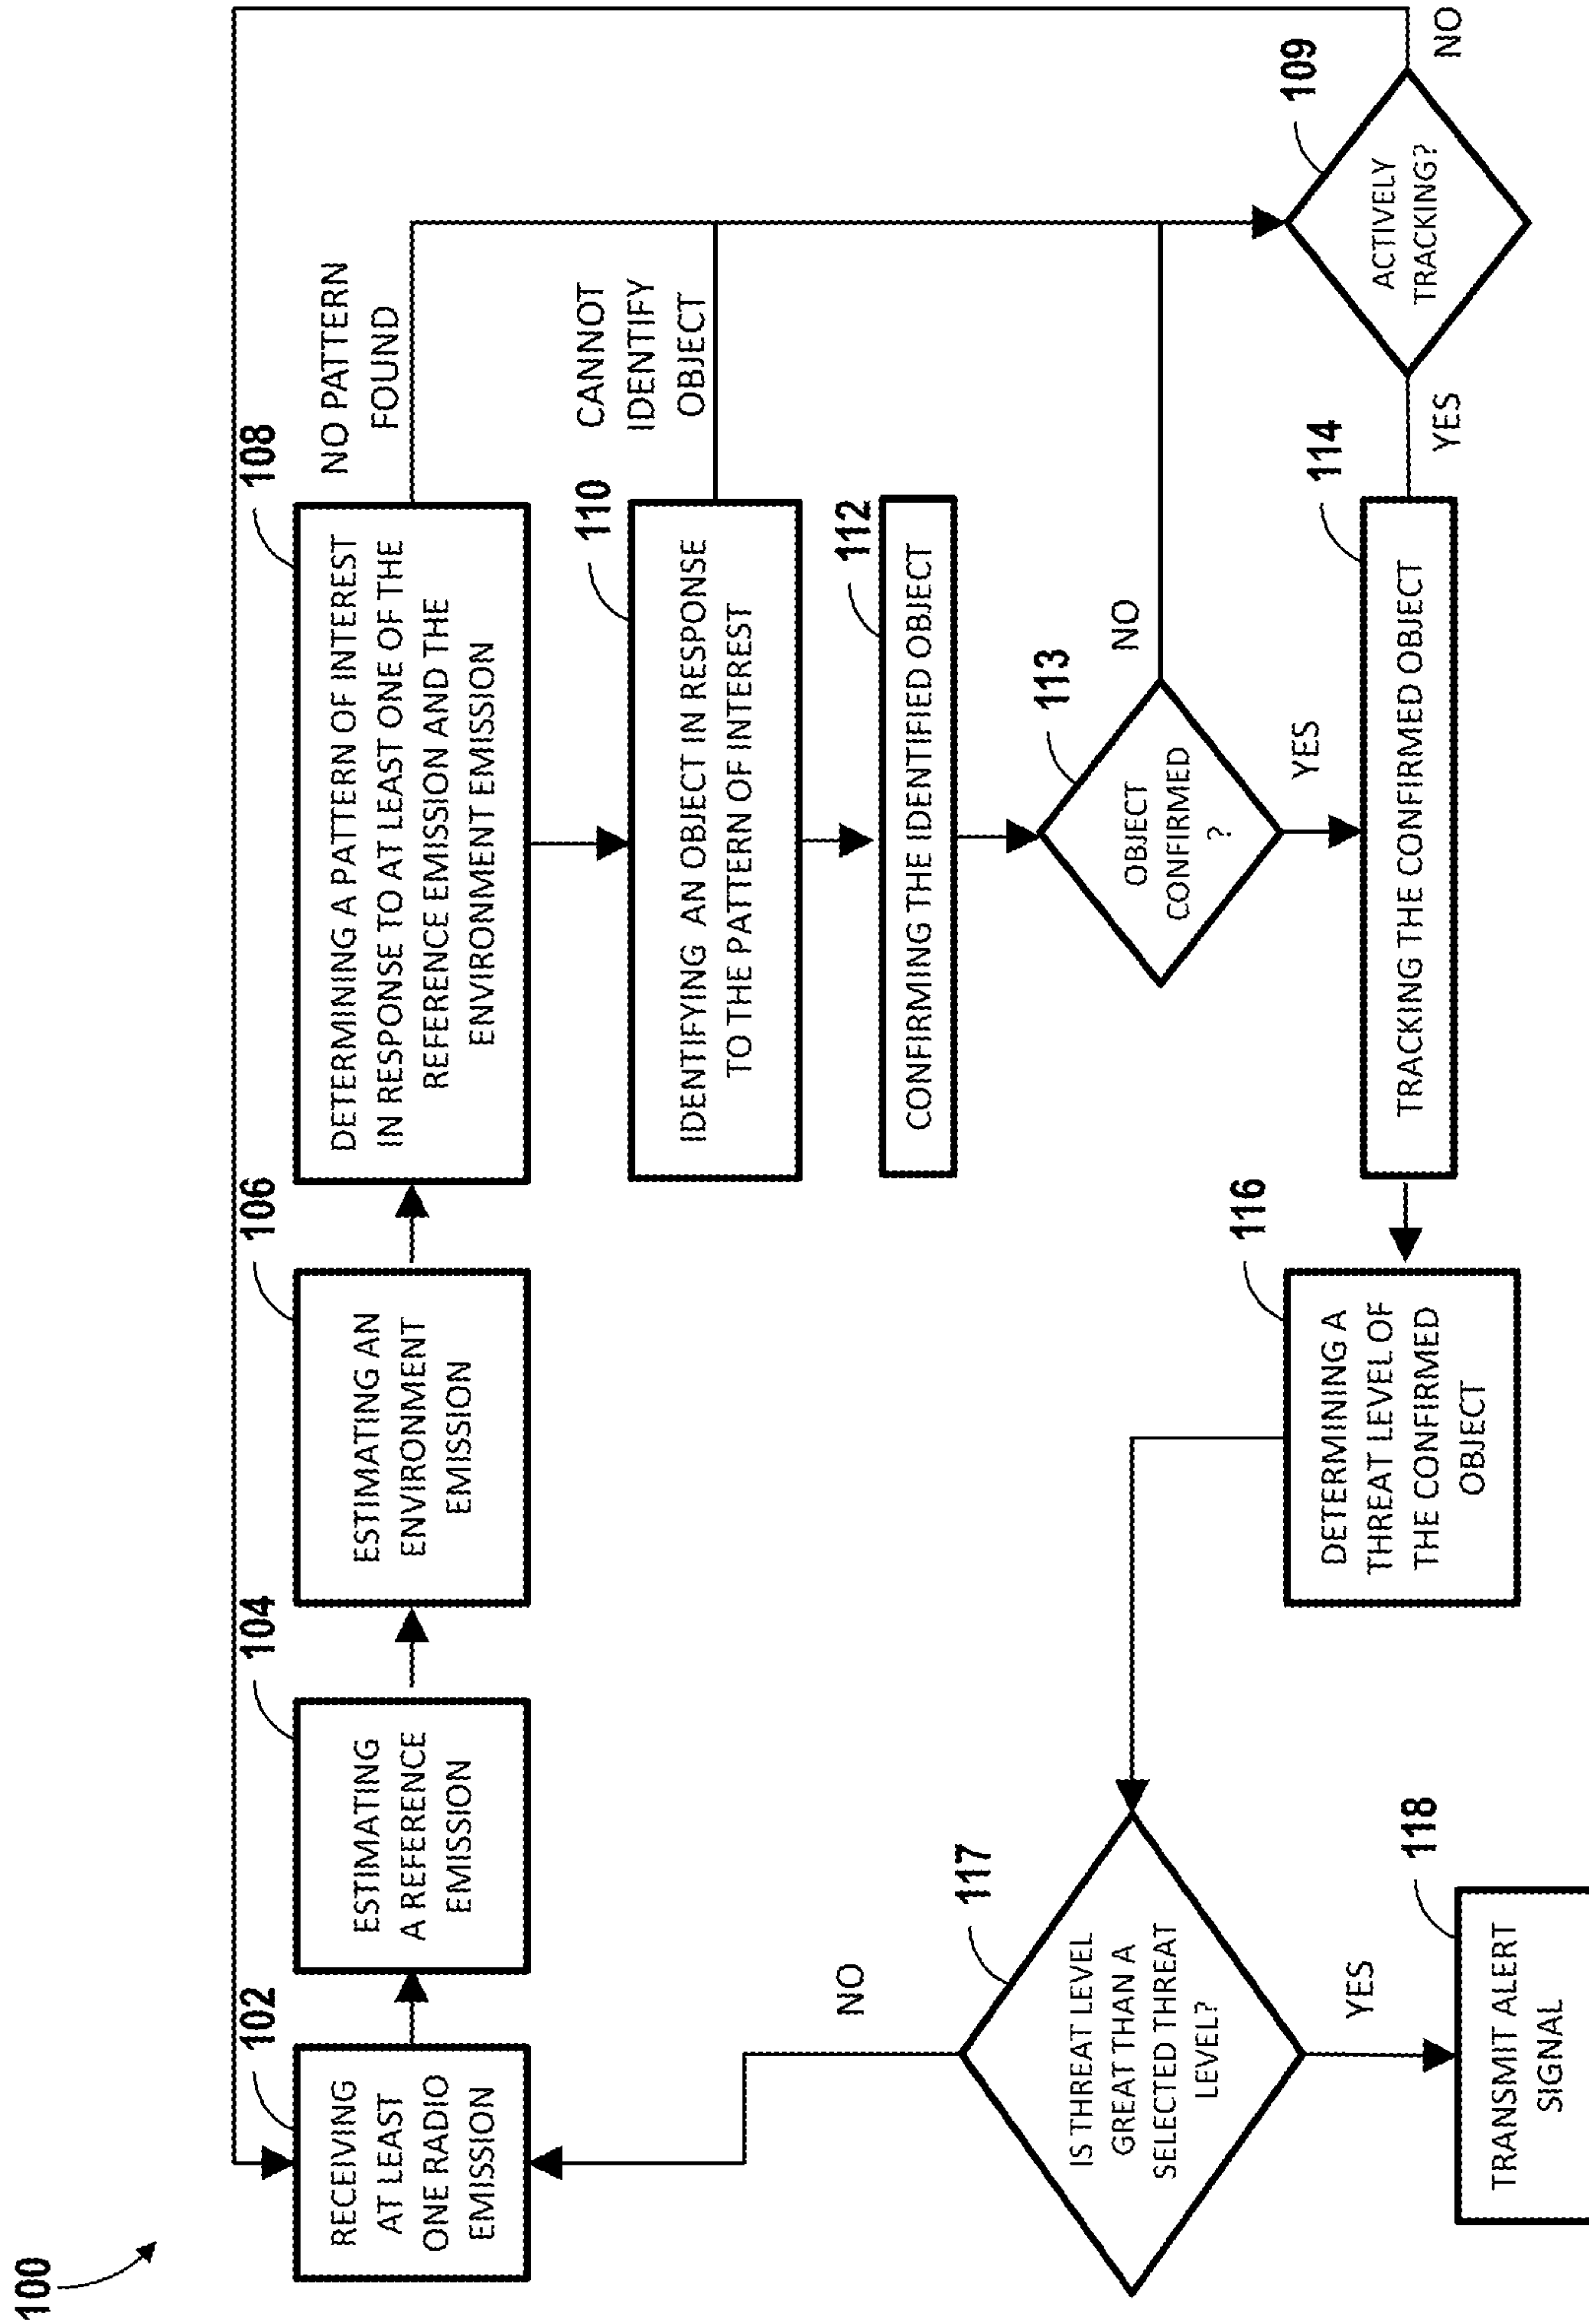 100
102
RECEIVING
AT LEAST
ONE RADIO
EMISSION
104
ESTIMATING
A REFERENCE
EMISSION
106
ESTIMATING AN
ENVIRONMENT
EMISSION
108
DETERMINING A PATTERN OF INTEREST
IN RESPONSE TO AT LEAST ONE OF THE
REFERENCE EMISSION AND THE
ENVIRONMENT EMISSION
NO PATTERN
FOUND
110
IDENTIFYING AN OBJECT IN RESPONSE
TO THE PATTERN OF INTEREST
CANNOT
IDENTIFY
OBJECT
112
CONFIRMING THE IDENTIFIED OBJECT
113
OBJECT
CONFIRMED
?
NO
YES
109
ACTIVELY
TRACKING?
NO
YES
114
TRACKING THE CONFIRMED OBJECT
116
DETERMINING A
THREAT LEVEL OF
THE CONFIRMED
OBJECT
117
IS THREAT LEVEL
GREAT THAN A
SELECTED THREAT
LEVEL?
NO
YES
118
TRANSMIT ALERT
SIGNAL